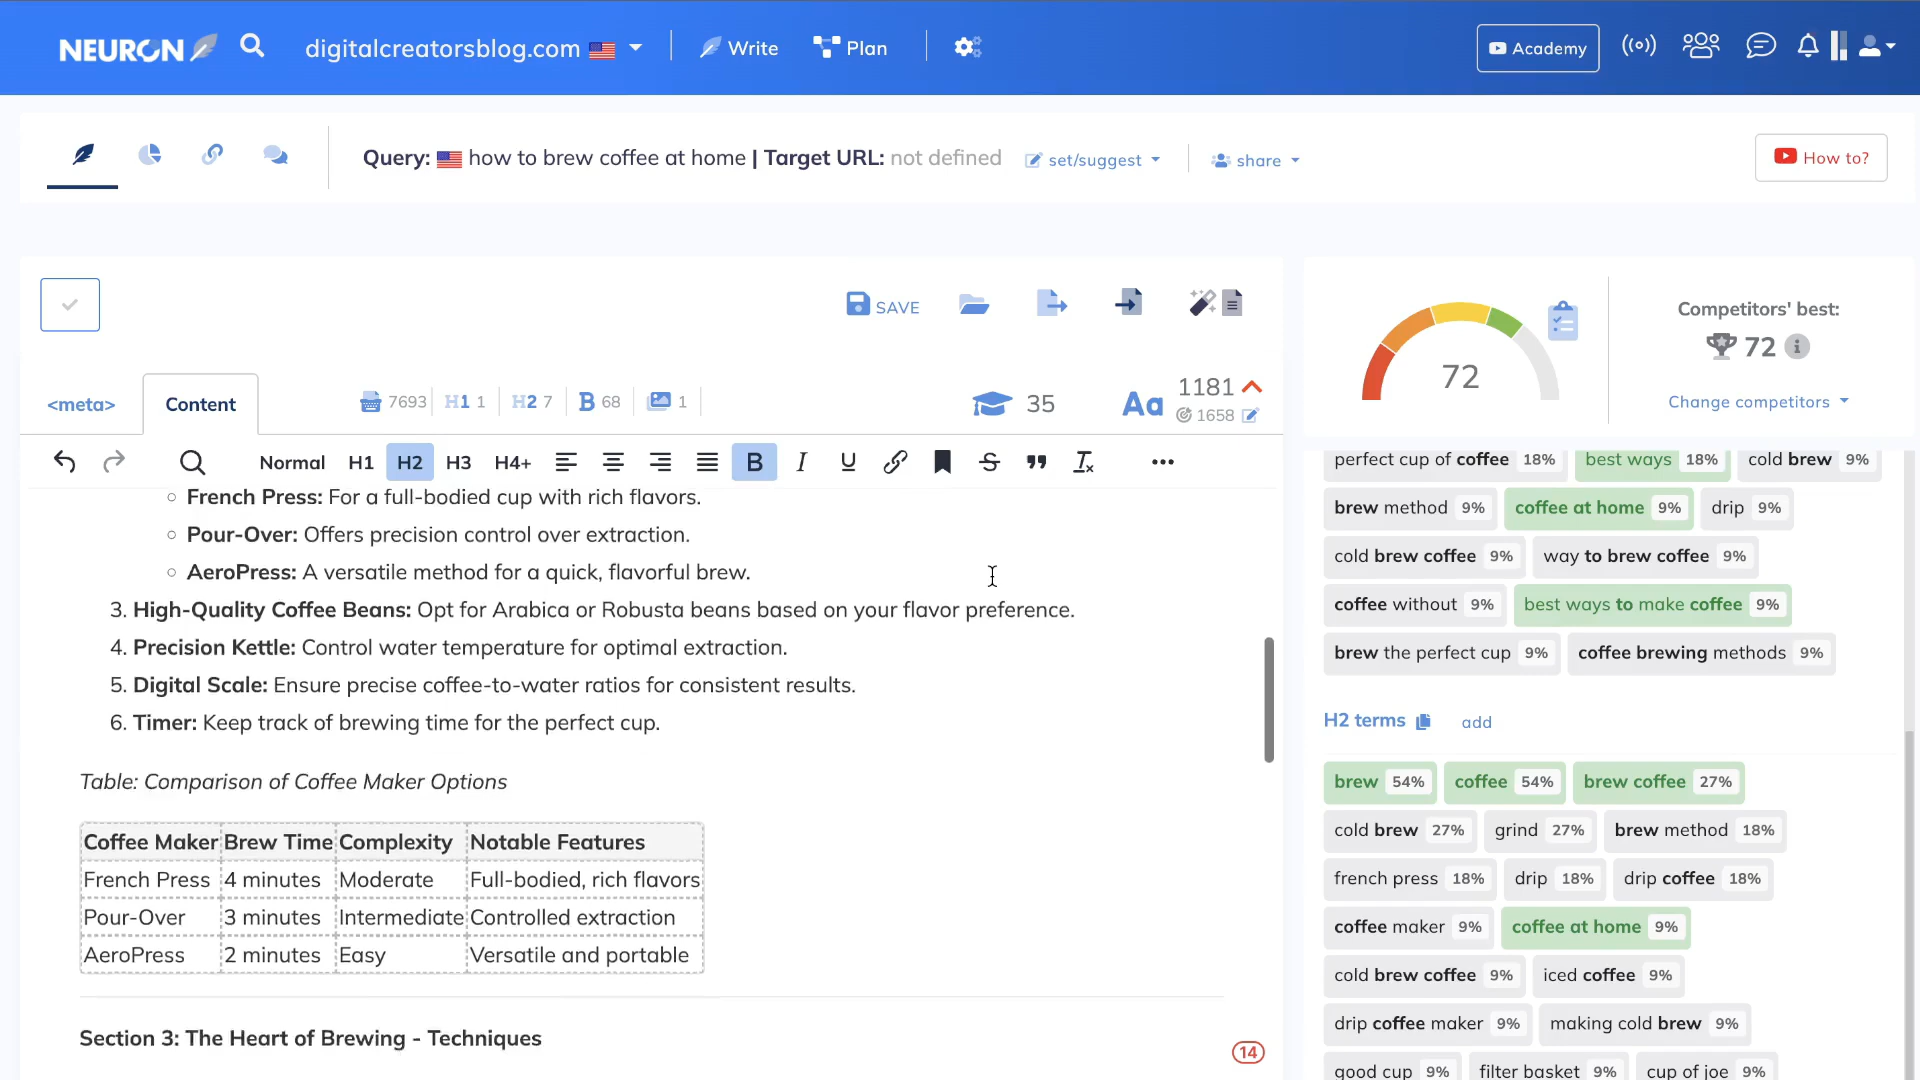 NEURON
digitalcreatorsblog.com
Write
Plan
Academy
Query: how to brew coffee at home | Target URL: not defined
set/suggest
share
How to?
SAVE
72
Competitors' best:
72
Change competitors
<meta>
Content
7693
H1 1
H2 7
B 68
1
35
Aa
1181
1658
Normal
H1
H2
H3
H4+
B
I
U
S
French Press: For a full-bodied cup with rich flavors.
Pour-Over: Offers precision control over extraction.
AeroPress: A versatile method for a quick, flavorful brew.
3. High-Quality Coffee Beans: Opt for Arabica or Robusta beans based on your flavor preference.
4. Precision Kettle: Control water temperature for optimal extraction.
5. Digital Scale: Ensure precise coffee-to-water ratios for consistent results.
6. Timer: Keep track of brewing time for the perfect cup.
Table: Comparison of Coffee Maker Options
Coffee Maker Brew Time Complexity Notable Features
French Press 4 minutes Moderate Full-bodied, rich flavors
Pour-Over 3 minutes Intermediate Controlled extraction
AeroPress 2 minutes Easy Versatile and portable
Section 3: The Heart of Brewing - Techniques
14
perfect cup of coffee 18% best ways 18% cold brew 9%
brew method 9% coffee at home 9% drip 9%
cold brew coffee 9% way to brew coffee 9%
coffee without 9% best ways to make coffee 9%
brew the perfect cup 9% coffee brewing methods 9%
H2 terms add
brew 54% coffee 54% brew coffee 27%
cold brew 27% grind 27% brew method 18%
french press 18% drip 18% drip coffee 18%
coffee maker 9% coffee at home 9%
cold brew coffee 9% iced coffee 9%
drip coffee maker 9% making cold brew 9%
good cup 9% filter basket 9% cup of joe 9%